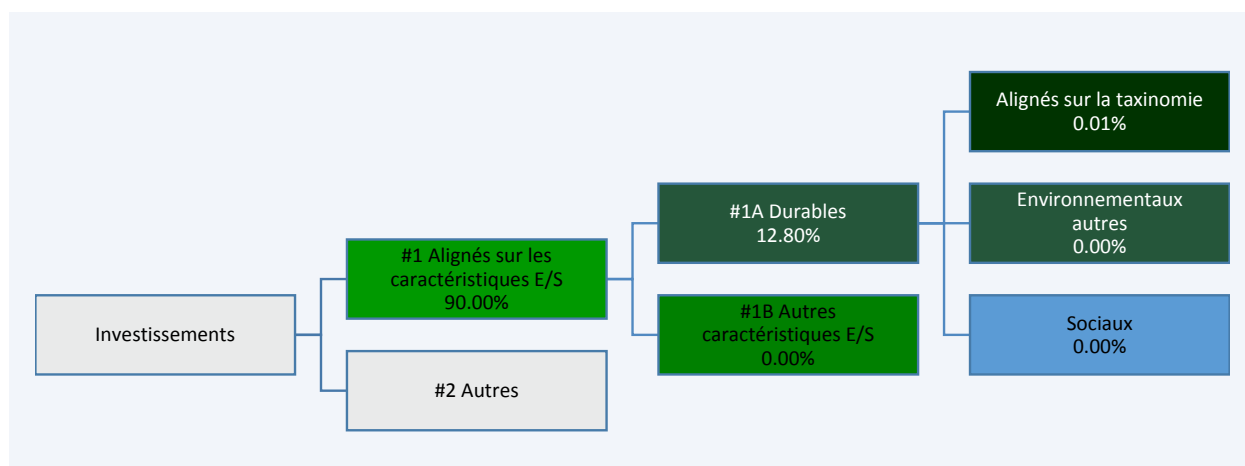 Investissements
#1 Alignés sur les
caractéristiques E/S
90.00%
#2 Autres
#1A Durables
12.80%
#1B Autres
caractéristiques E/S
0.00%
Alignés sur la taxinomie
0.01%
Environnementaux
autres
0.00%
Sociaux
0.00%